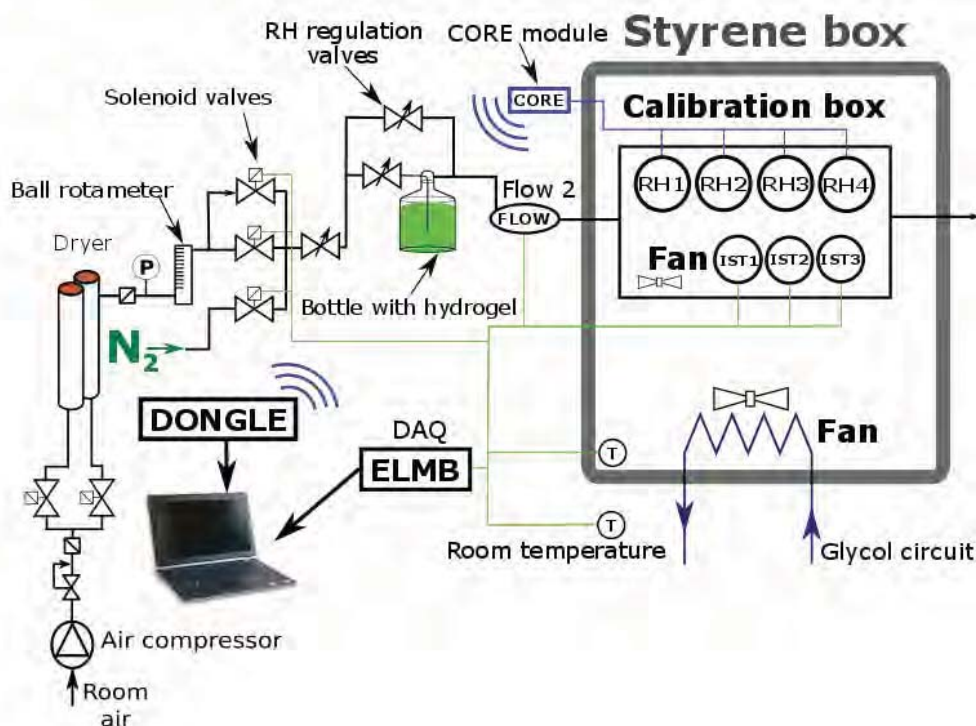 RH regulation
valves
CORE module
Styrene box
Solenoid valves
CORE
Calibration box
Ball rotameter
RH1
RH2
RH3
RH4
Flow 2
FLOW
Dryer
P
Fan
IST1
IST2
IST3
Bottle with hydrogel
N2
DONGLE
DAQ
ELMB
Fan
T
T
Room temperature
Glycol circuit
Air compressor
Room
air